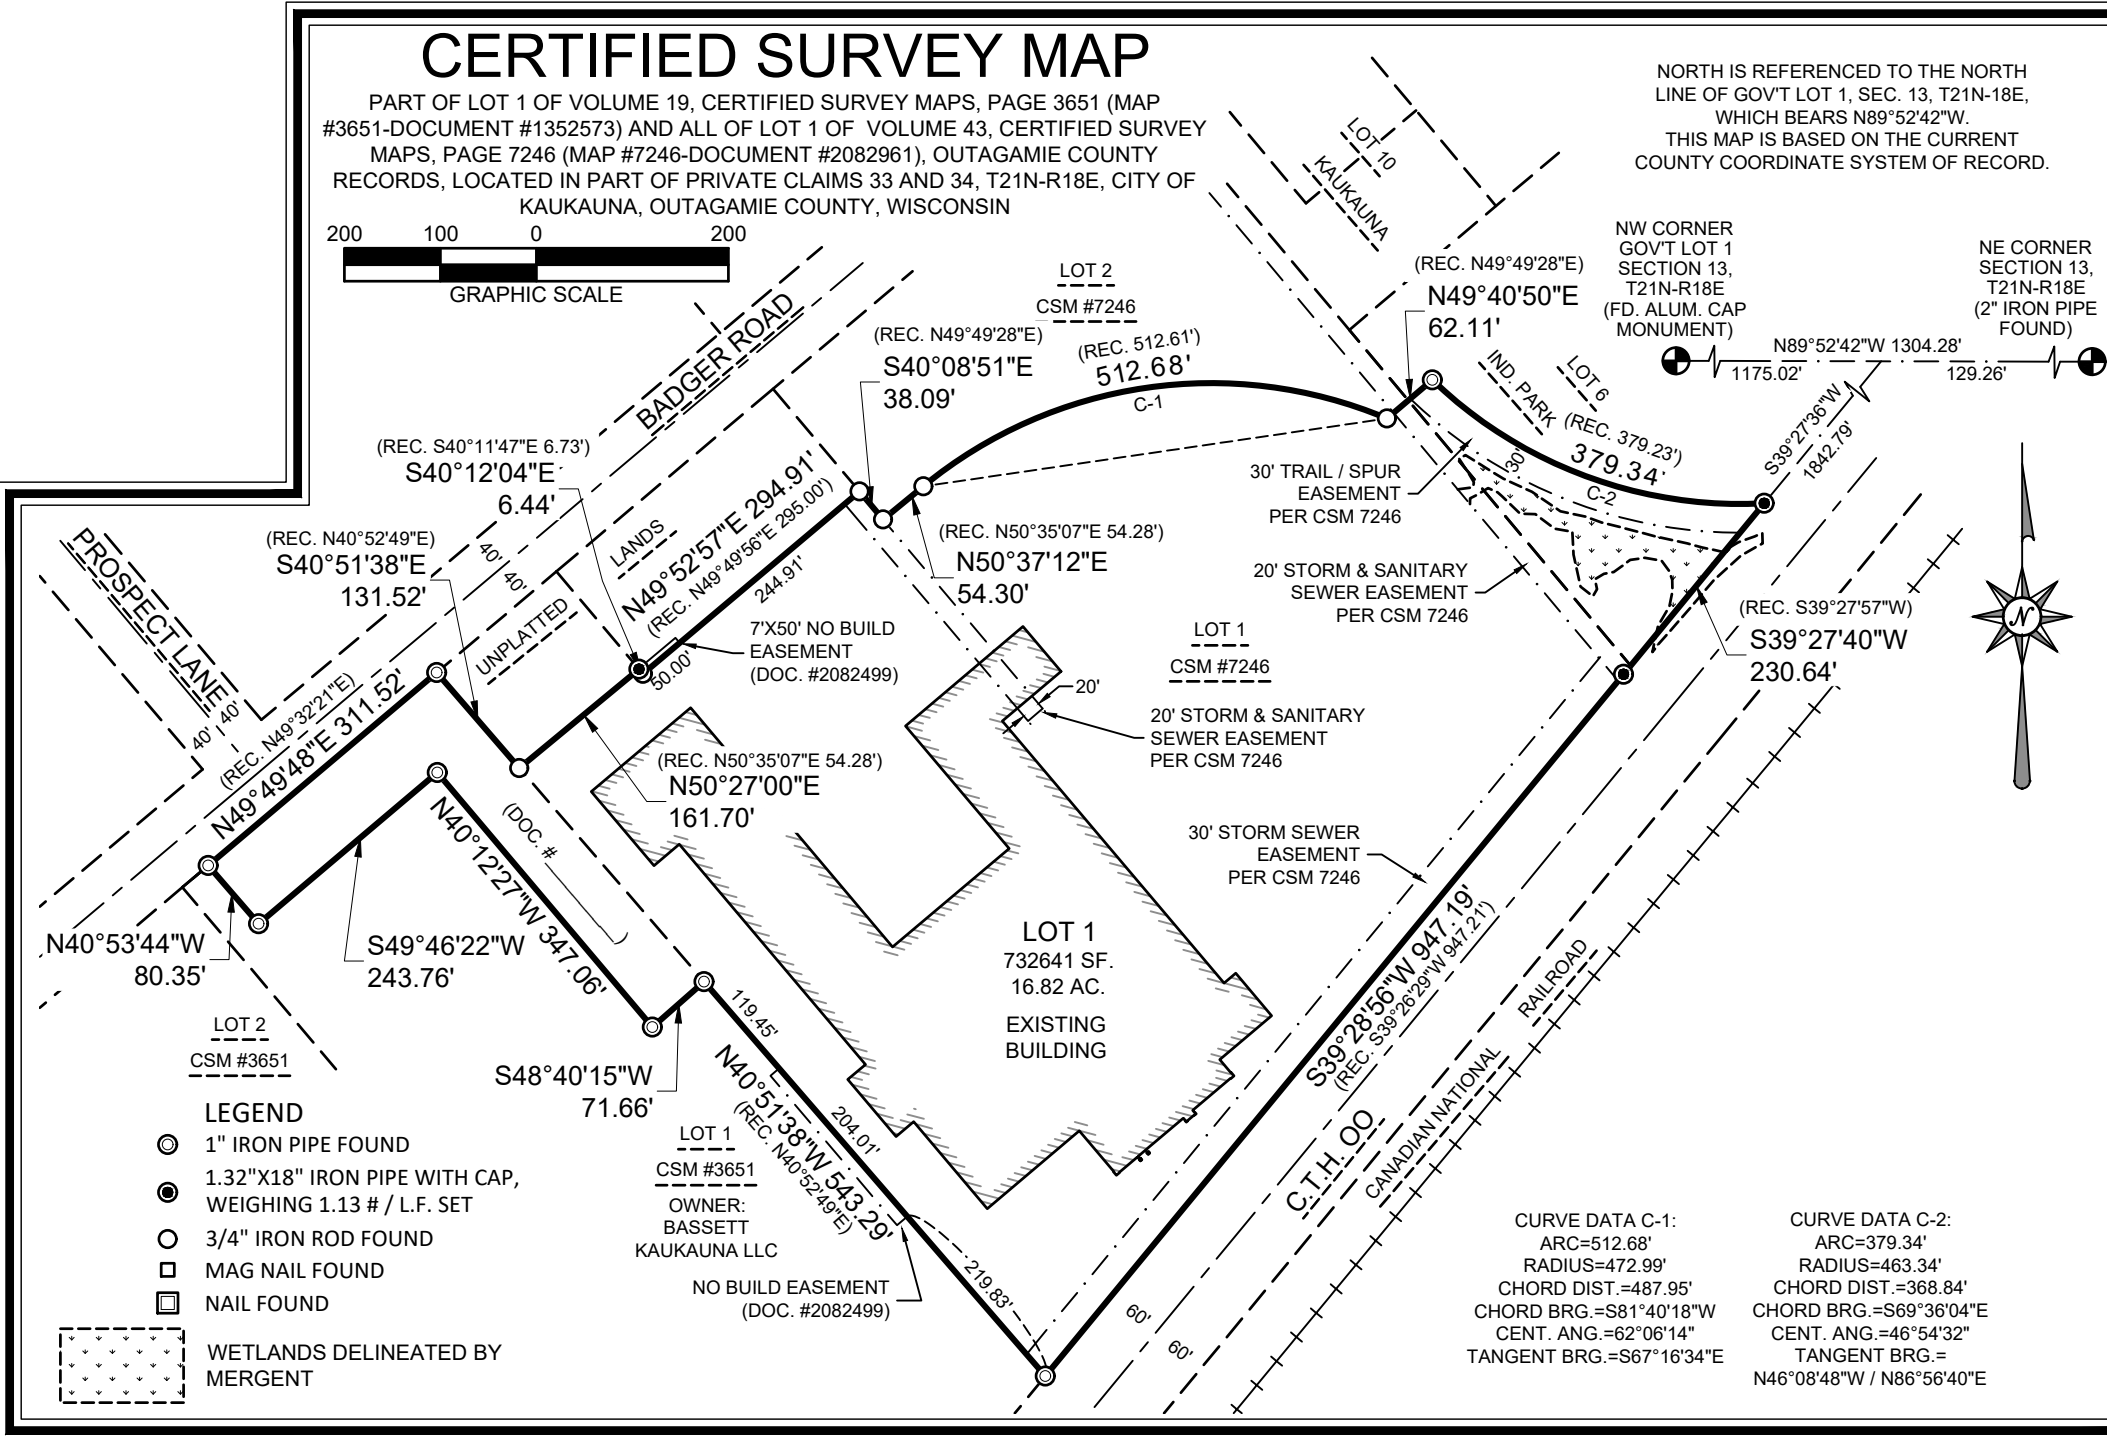 CERTIFIED SURVEY MAP
PART OF LOT 1 OF VOLUME 19, CERTIFIED SURVEY MAPS, PAGE 3651 (MAP
#3651-DOCUMENT #1352573) AND ALL OF LOT 1 OF VOLUME 43, CERTIFIED SURVEY
MAPS, PAGE 7246 (MAP #7246-DOCUMENT #2082961), OUTAGAMIE COUNTY
RECORDS, LOCATED IN PART OF PRIVATE CLAIMS 33 AND 34, T21N-R18E, CITY OF
KAUKAUNA, OUTAGAMIE COUNTY, WISCONSIN
200 100 0 200
GRAPHIC SCALE
NORTH IS REFERENCED TO THE NORTH
LINE OF GOV'T LOT 1, SEC. 13, T21N-18E,
WHICH BEARS N89°52'42"W.
THIS MAP IS BASED ON THE CURRENT
COUNTY COORDINATE SYSTEM OF RECORD.
NW CORNER
GOV'T LOT 1
SECTION 13,
T21N-R18E
(FD. ALUM. CAP
MONUMENT)
NE CORNER
SECTION 13,
T21N-R18E
(2" IRON PIPE
FOUND)
N89°52'42"W 1304.28'
1175.02'
129.26'
S39°27'36"W
1842.79'
LOT 10
KAUKAUNA
IND. PARK
LOT 6
LOT 2
CSM #7246
(REC. N49°49'28"E)
N49°40'50"E
62.11'
(REC. N49°49'28"E)
S40°08'51"E
38.09'
(REC. 512.61')
512.68'
C-1
(REC. 379.23')
379.34'
C-2
30'
BADGER ROAD
(REC. S40°11'47"E 6.73')
S40°12'04"E
6.44'
(REC. N40°52'49"E)
S40°51'38"E
131.52'
40'
40'
UNPLATTED
LANDS
N49°52'57"E 294.91'
(REC. N49°49'56"E 295.00')
244.91'
50.00'
7'X50' NO BUILD
EASEMENT
(DOC. #2082499)
(REC. N50°35'07"E 54.28')
N50°37'12"E
54.30'
30' TRAIL / SPUR
EASEMENT
PER CSM 7246
20' STORM & SANITARY
SEWER EASEMENT
PER CSM 7246
(REC. S39°27'57"W)
S39°27'40"W
230.64'
N
LOT 1
CSM #7246
20'
20' STORM & SANITARY
SEWER EASEMENT
PER CSM 7246
PROSPECT LANE
40'
40'
(REC. N49°32'21"E)
N49°49'48"E 311.52'
(REC. N50°35'07"E 54.28')
N50°27'00"E
161.70'
(DOC. #
)
N40°12'27"W 347.06'
N40°53'44"W
80.35'
S49°46'22"W
243.76'
S48°40'15"W
71.66'
30' STORM SEWER
EASEMENT
PER CSM 7246
LOT 1
732641 SF.
16.82 AC.
EXISTING
BUILDING
S39°28'56"W 947.19'
(REC. S39°26'29"W 947.21')
RAILROAD
CANADIAN NATIONAL
C.T.H. OO
60'
60'
119.45'
204.01'
219.83'
N40°51'38"W 543.29'
(REC. N40°52'49"E)
LOT 2
CSM #3651
LOT 1
CSM #3651
OWNER:
BASSETT
KAUKAUNA LLC
NO BUILD EASEMENT
(DOC. #2082499)
LEGEND
1" IRON PIPE FOUND
1.32"X18" IRON PIPE WITH CAP,
WEIGHING 1.13 # / L.F. SET
3/4" IRON ROD FOUND
MAG NAIL FOUND
NAIL FOUND
WETLANDS DELINEATED BY
MERGENT
CURVE DATA C-1:
ARC=512.68'
RADIUS=472.99'
CHORD DIST.=487.95'
CHORD BRG.=S81°40'18"W
CENT. ANG.=62°06'14"
TANGENT BRG.=S67°16'34"E
CURVE DATA C-2:
ARC=379.34'
RADIUS=463.34'
CHORD DIST.=368.84'
CHORD BRG.=S69°36'04"E
CENT. ANG.=46°54'32"
TANGENT BRG.=
N46°08'48"W / N86°56'40"E